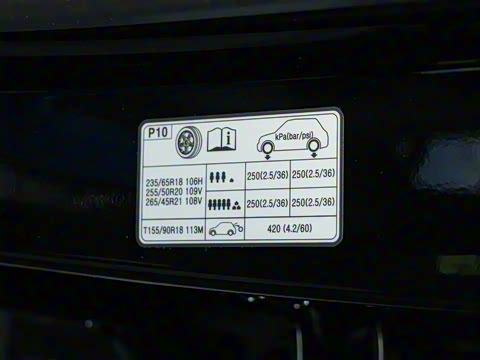 P10
kPa(bar/psi)
235/65R18 106H
255/50R20 109V
265/45R21 108V
250(2.5/36) 250(2.5/36)
250(2.5/36) 250(2.5/36)
T155/90R18 113M
420 (4.2/60)